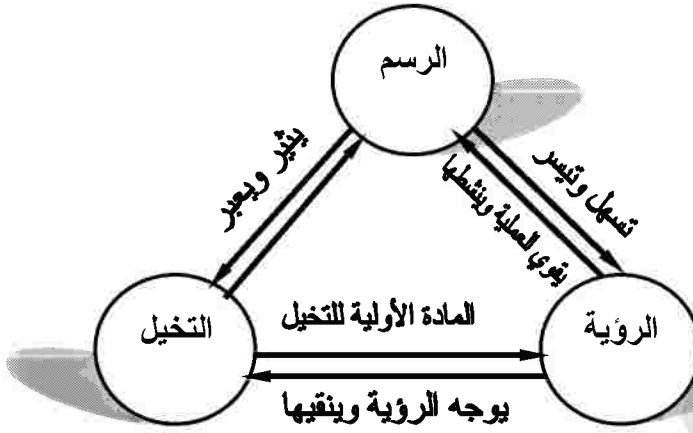 الرسم
يثير ويعبر
تسهل وتيسر
يقوي العملية وينشطها
التخيل
المادة الأولية للتخيل
الرؤية
يوجه الرؤية وينقيها